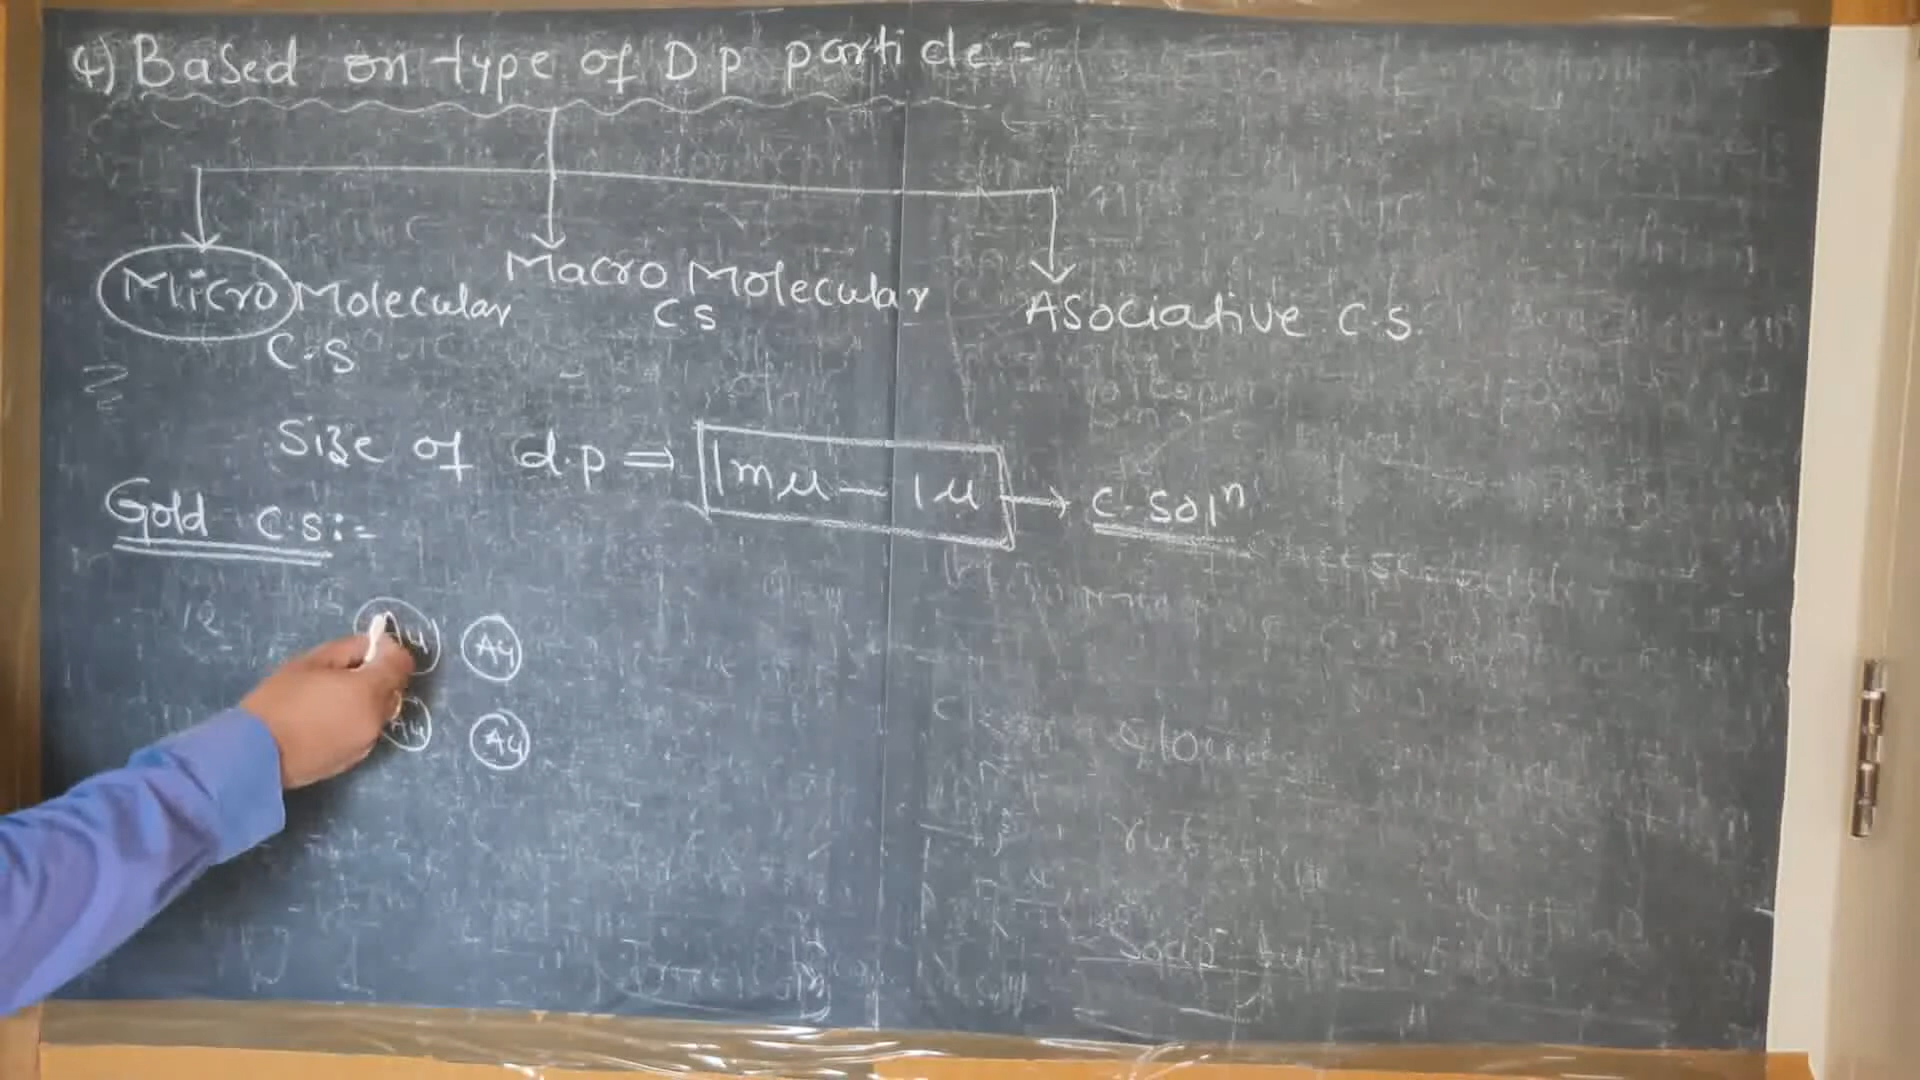 4) Based on type of D p particle :-
Micro Molecular
C.S
Macro Molecular
CS
Asociative C.S.
Size of d.p ⇒ 1mμ — 1μ → C. Solⁿ
Gold C.S:-
Au Au
Au Au